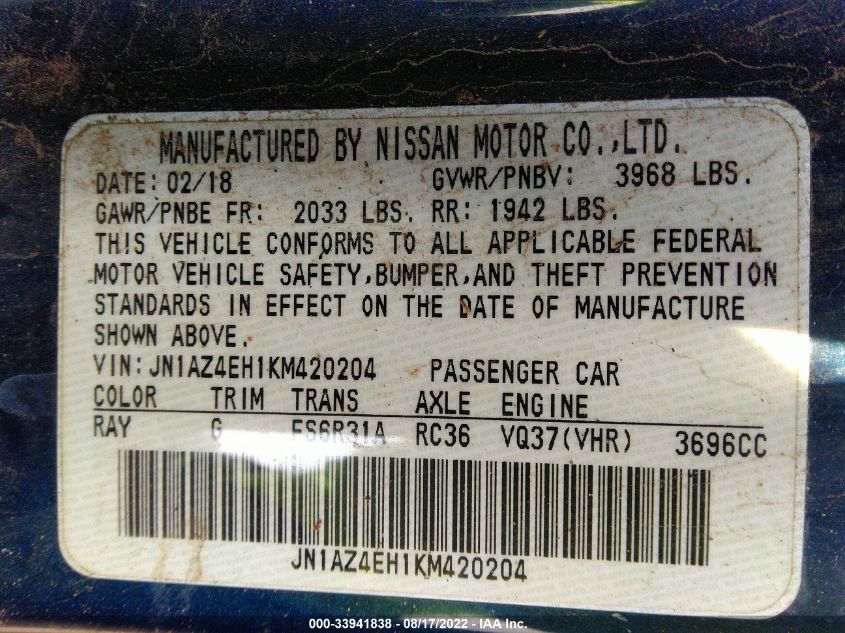 MANUFACTURED BY NISSAN MOTOR CO.,LTD.
DATE: 02/18 GVWR/PNBV: 3968 LBS.
GAWR/PNBE FR: 2033 LBS. RR: 1942 LBS.
THIS VEHICLE CONFORMS TO ALL APPLICABLE FEDERAL
MOTOR VEHICLE SAFETY,BUMPER,AND THEFT PREVENTION
STANDARDS IN EFFECT ON THE DATE OF MANUFACTURE
SHOWN ABOVE.
VIN:JN1AZ4EH1KM420204 PASSENGER CAR
COLOR TRIM TRANS AXLE ENGINE
RAY G FS6R31A RC36 VQ37(VHR) 3696CC
JN1AZ4EH1KM420204
000-33941838 - 08/17/2022 - IAA Inc.